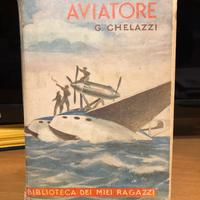 AVIATORE
G. CHELAZZI
BIBLIOTECA DEI MIEI RAGAZZI